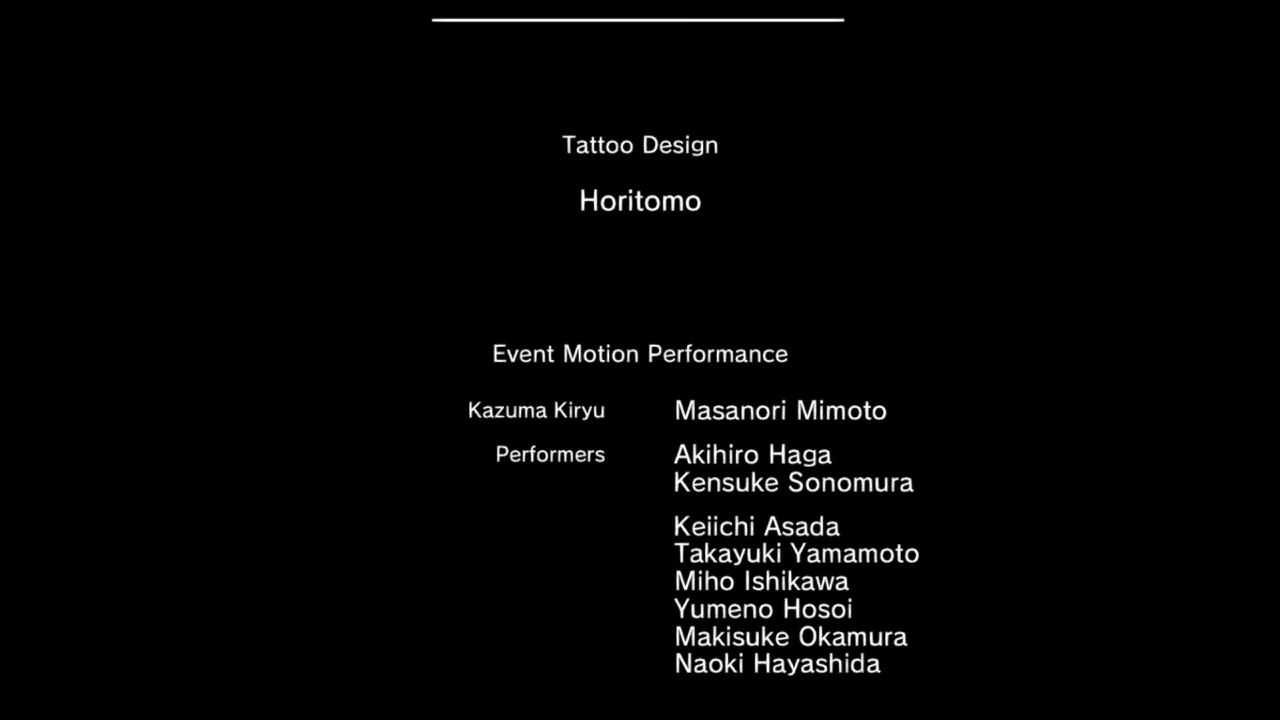 Tattoo Design
Horitomo
Event Motion Performance
Kazuma Kiryu Masanori Mimoto
Performers Akihiro Haga
Kensuke Sonomura
Keiichi Asada
Takayuki Yamamoto
Miho Ishikawa
Yumeno Hosoi
Makisuke Okamura
Naoki Hayashida